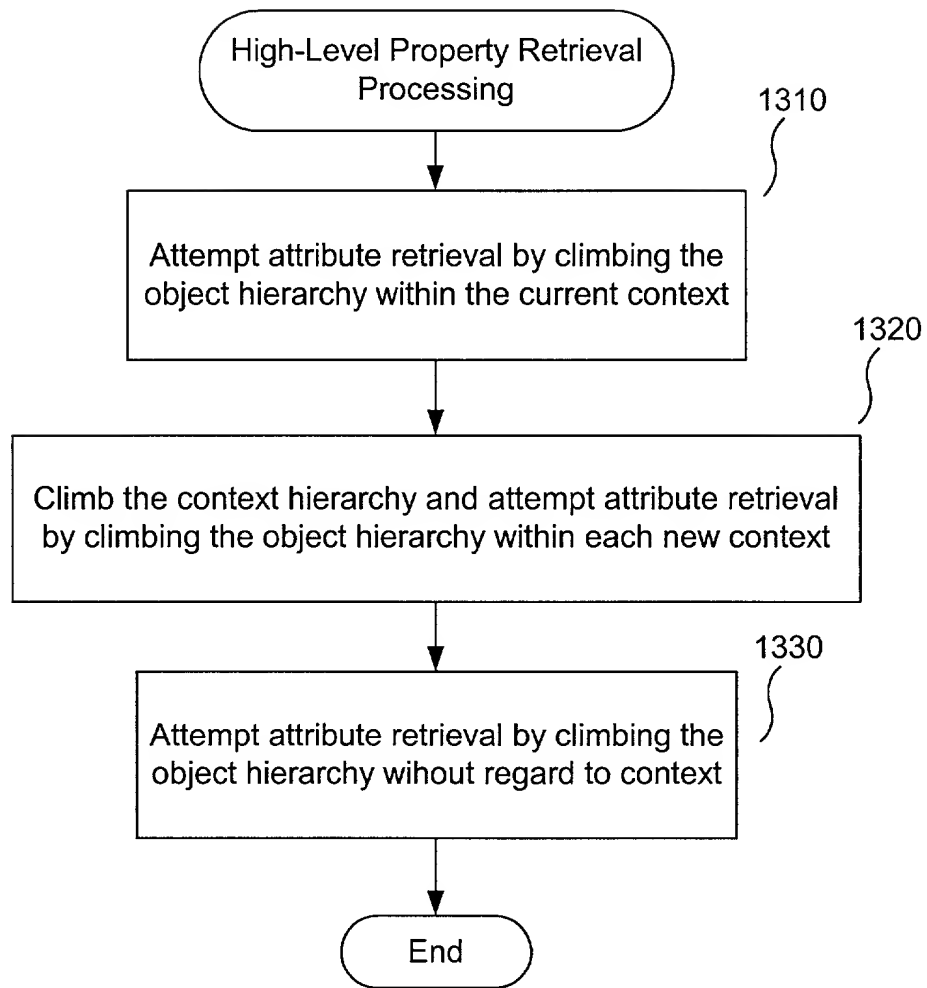 High-Level Property Retrieval
Processing
1310
Attempt attribute retrieval by climbing the
object hierarchy within the current context
1320
Climb the context hierarchy and attempt attribute retrieval
by climbing the object hierarchy within each new context
1330
Attempt attribute retrieval by climbing the
object hierarchy wihout regard to context
End